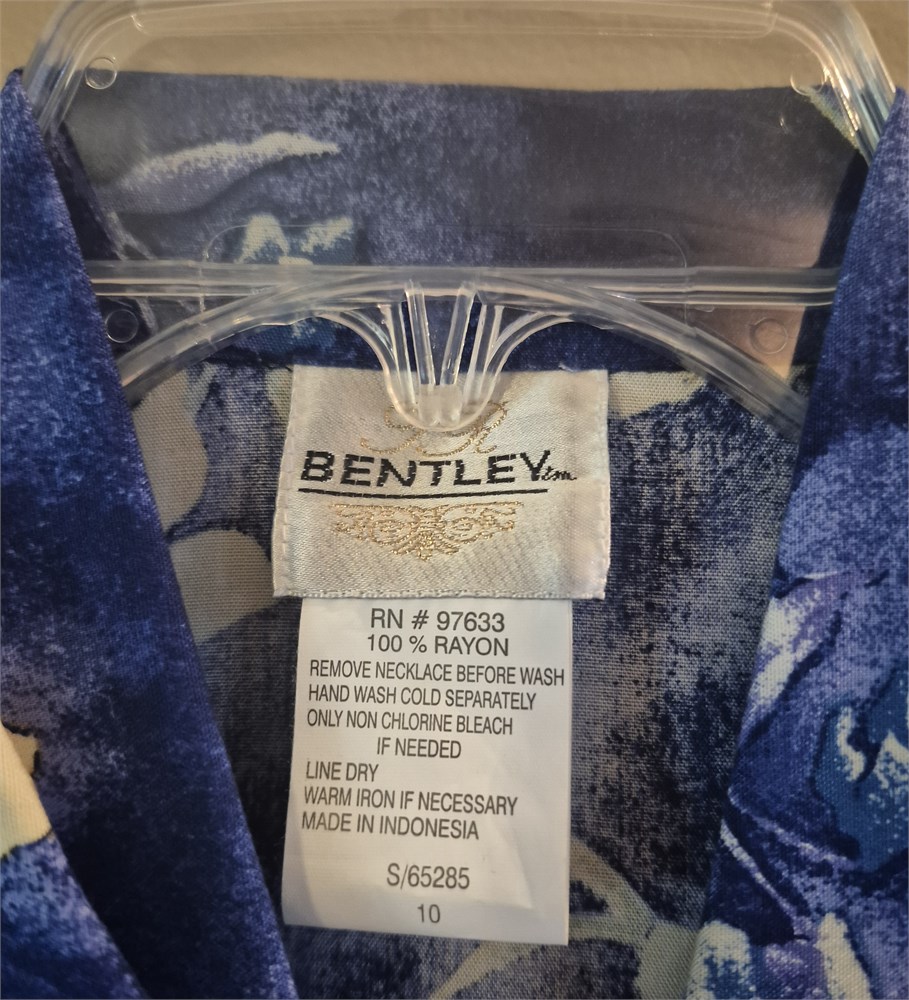 BENTLEY tm
RN # 97633
100 % RAYON
REMOVE NECKLACE BEFORE WASH
HAND WASH COLD SEPARATELY
ONLY NON CHLORINE BLEACH
IF NEEDED
LINE DRY
WARM IRON IF NECESSARY
MADE IN INDONESIA
S/65285
10